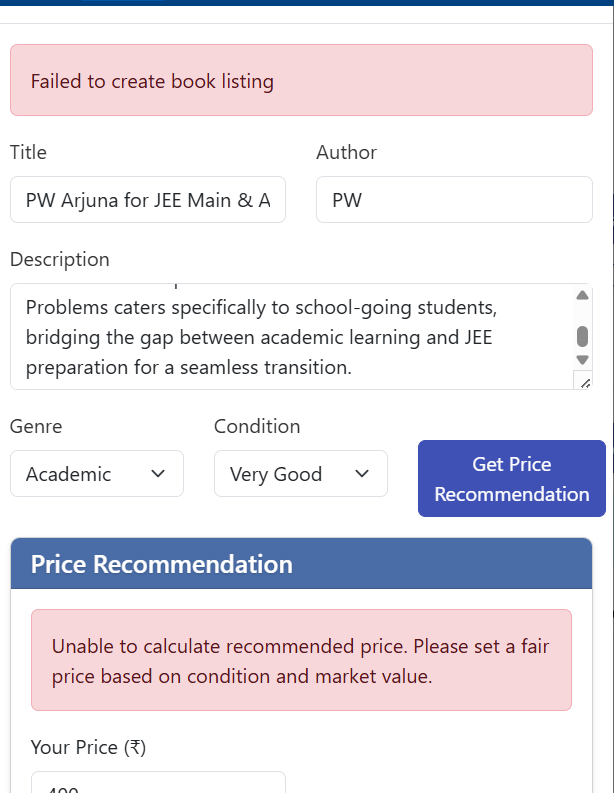 Failed to create book listing
Title
Author
PW Arjuna for JEE Main & A
PW
Description
Problems caters specifically to school-going students,
bridging the gap between academic learning and JEE
preparation for a seamless transition.
Genre
Condition
Academic
Very Good
Get Price
Recommendation
Price Recommendation
Unable to calculate recommended price. Please set a fair
price based on condition and market value.
Your Price (₹)
400